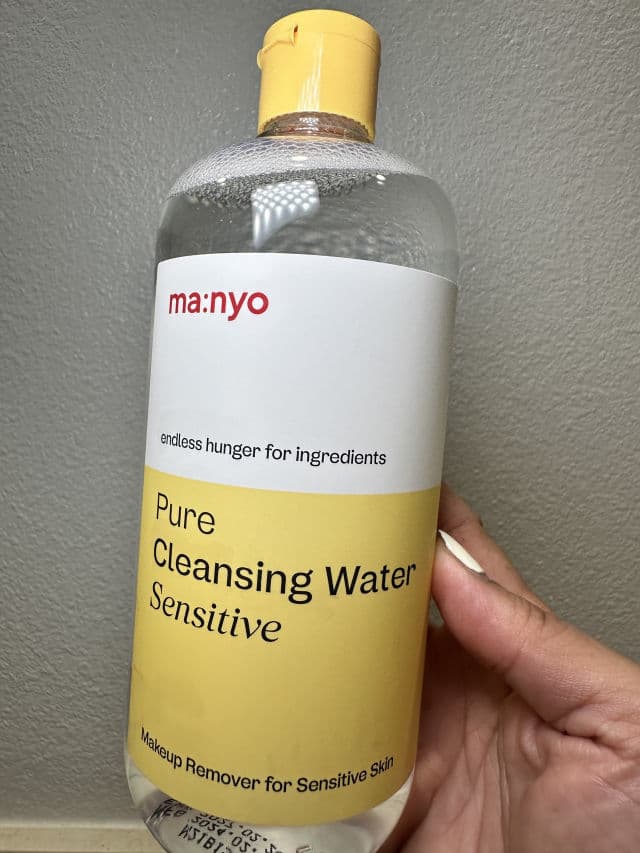 ma:nyo
endless hunger for ingredients
Pure
Cleansing Water
Sensitive
Makeup Remover for Sensitive Skin